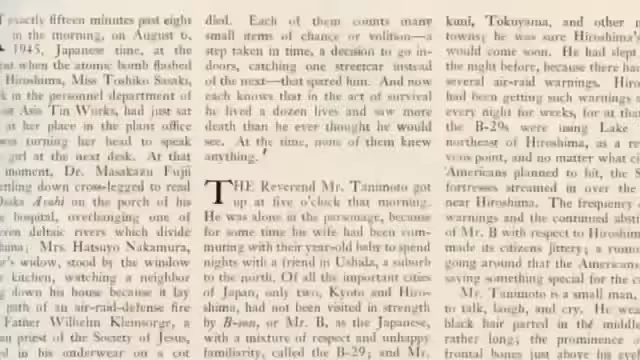 exactly fifteen minutes past eight
in the morning, on August 6,
1945, Japanese time, at the
when the atomic bomb flashed
Hiroshima, Miss Toshiko Sasaki,
in the personnel department of
Asia Tin Works, had just sat
at her place in the plant office
was turning her head to speak
girl at the next desk. At that
moment, Dr. Masakazu Fujii
settling down cross-legged to read
Osaka Asahi on the porch of his
hospital, overhanging one of
seven deltaic rivers which divide
Mrs. Hatsuyo Nakamura,
widow, stood by the window
kitchen, watching a neighbor
down his house because it lay
path of an air-raid-defense fire
Father Wilhelm Kleinsorge, a
priest of the Society of Jesus,
in his underwear on a cot
died. Each of them counts many
small items of chance or volition—a
step taken in time, a decision to go in-
doors, catching one streetcar instead
of the next—that spared him. And now
each knows that in the act of survival
he lived a dozen lives and saw more
death than he ever thought he would
see. At the time, none of them knew
anything.
THE Reverend Mr. Tanimoto got
up at five o'clock that morning.
He was alone in the parsonage, because
for some time his wife had been com-
muting with their year-old baby to spend
nights with a friend in Ushida, a suburb
to the north. Of all the important cities
of Japan, only two, Kyoto and Hiro-
shima, had not been visited in strength
by B-san, or Mr. B, as the Japanese,
with a mixture of respect and unhappy
familiarity, called the B-29; and Mr.
kuni, Tokuyama, and other
towns; he was sure Hiroshima's
would come soon. He had slept
the night before, because there had
several air-raid warnings. Hiro
had been getting such warnings
every night for weeks, for at that
the B-29s were using Lake
northeast of Hiroshima, as a
vous point, and no matter what
Americans planned to hit, the
fortresses streamed in over the
near Hiroshima. The frequency
warnings and the continued
of Mr. B with respect to Hiroshima
made its citizens jittery; a
going around that the Americans
saving something special for the
Mr. Tanimoto is a small man,
to talk, laugh, and cry. He
black hair parted in the middle
rather long; the prominence
frontal bones just above his